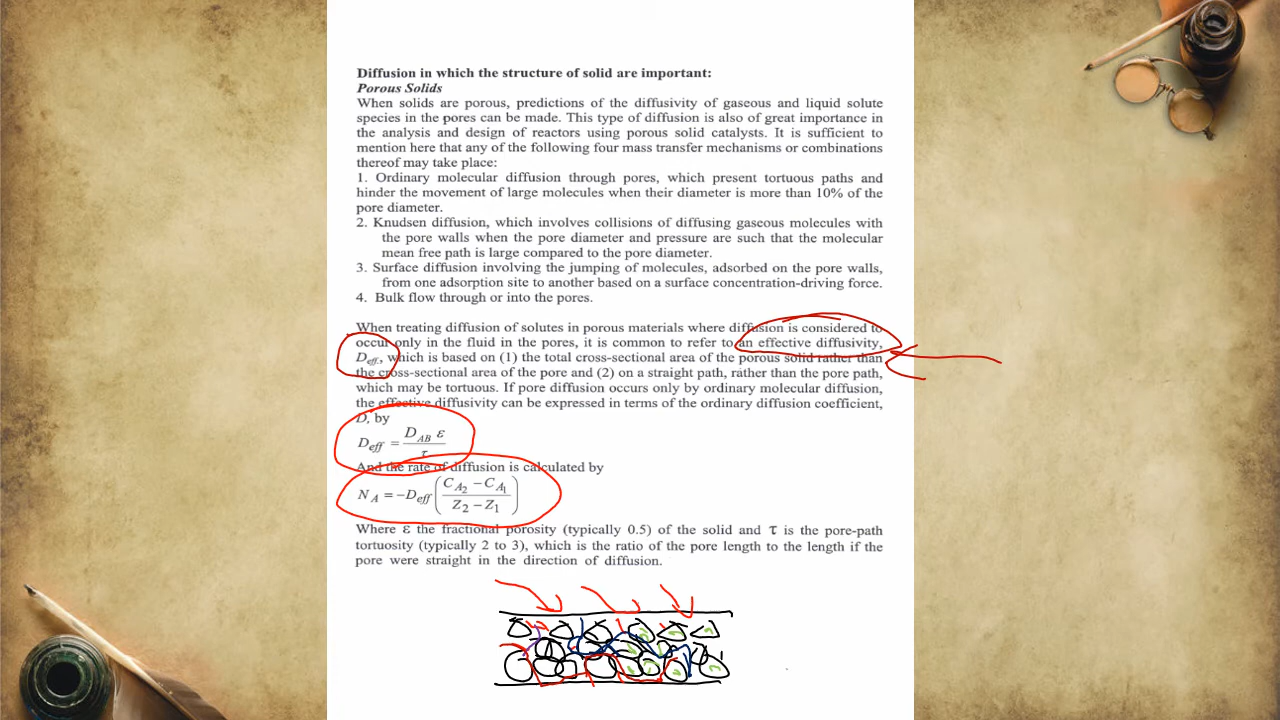 Diffusion in which the structure of solid are important:
Porous Solids
When solids are porous, predictions of the diffusivity of gaseous and liquid solute
species in the pores can be made. This type of diffusion is also of great importance in
the analysis and design of reactors using porous solid catalysts. It is sufficient to
mention here that any of the following four mass transfer mechanisms or combinations
thereof may take place:
1. Ordinary molecular diffusion through pores, which present tortuous paths and
hinder the movement of large molecules when their diameter is more than 10% of the
pore diameter.
2. Knudsen diffusion, which involves collisions of diffusing gaseous molecules with
the pore walls when the pore diameter and pressure are such that the molecular
mean free path is large compared to the pore diameter.
3. Surface diffusion involving the jumping of molecules, adsorbed on the pore walls,
from one adsorption site to another based on a surface concentration-driving force.
4. Bulk flow through or into the pores.
When treating diffusion of solutes in porous materials where diffusion is considered to
occur only in the fluid in the pores, it is common to refer to an effective diffusivity,
D_eff, which is based on (1) the total cross-sectional area of the porous solid rather than
the cross-sectional area of the pore and (2) on a straight path, rather than the pore path,
which may be tortuous. If pore diffusion occurs only by ordinary molecular diffusion,
the effective diffusivity can be expressed in terms of the ordinary diffusion coefficient,
D, by
D_eff = D_AB ε / τ
And the rate of diffusion is calculated by
N_A = −D_eff ( (C_A2 − C_A1) / (Z_2 − Z_1) )
Where ε the fractional porosity (typically 0.5) of the solid and τ is the pore-path
tortuosity (typically 2 to 3), which is the ratio of the pore length to the length if the
pore were straight in the direction of diffusion.